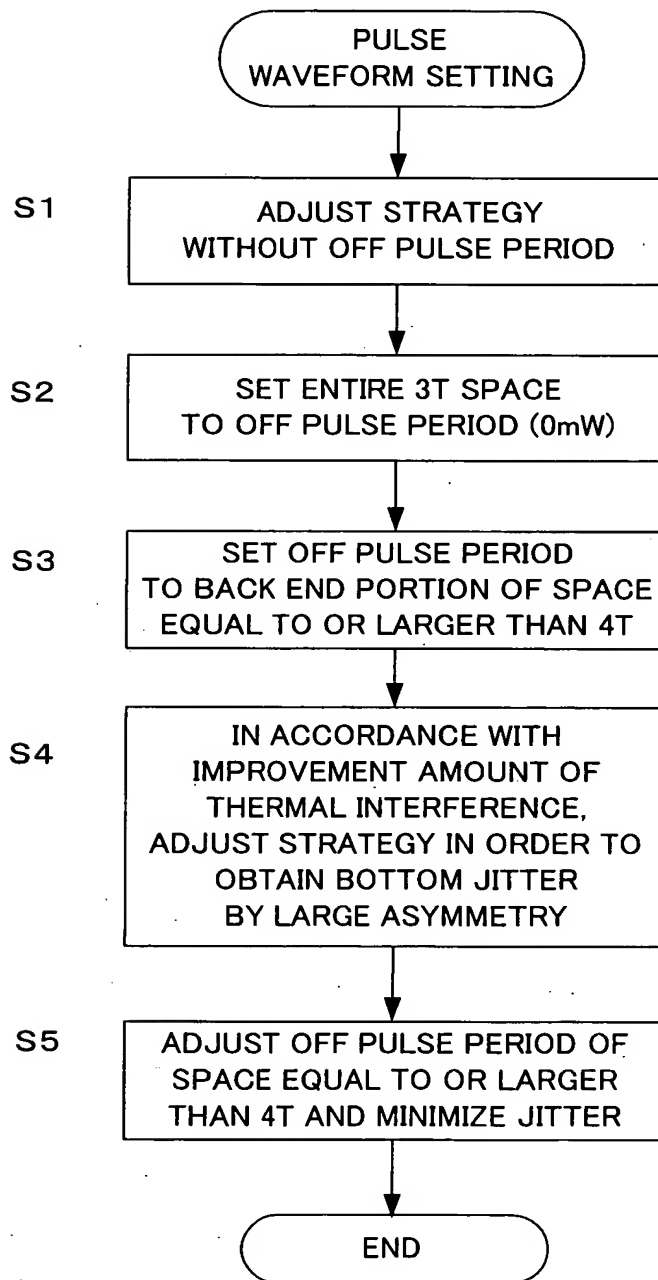 PULSE
WAVEFORM SETTING
S1
ADJUST STRATEGY
WITHOUT OFF PULSE PERIOD
S2
SET ENTIRE 3T SPACE
TO OFF PULSE PERIOD (0mW)
S3
SET OFF PULSE PERIOD
TO BACK END PORTION OF SPACE
EQUAL TO OR LARGER THAN 4T
S4
IN ACCORDANCE WITH
IMPROVEMENT AMOUNT OF
THERMAL INTERFERENCE,
ADJUST STRATEGY IN ORDER TO
OBTAIN BOTTOM JITTER
BY LARGE ASYMMETRY
S5
ADJUST OFF PULSE PERIOD OF
SPACE EQUAL TO OR LARGER
THAN 4T AND MINIMIZE JITTER
END